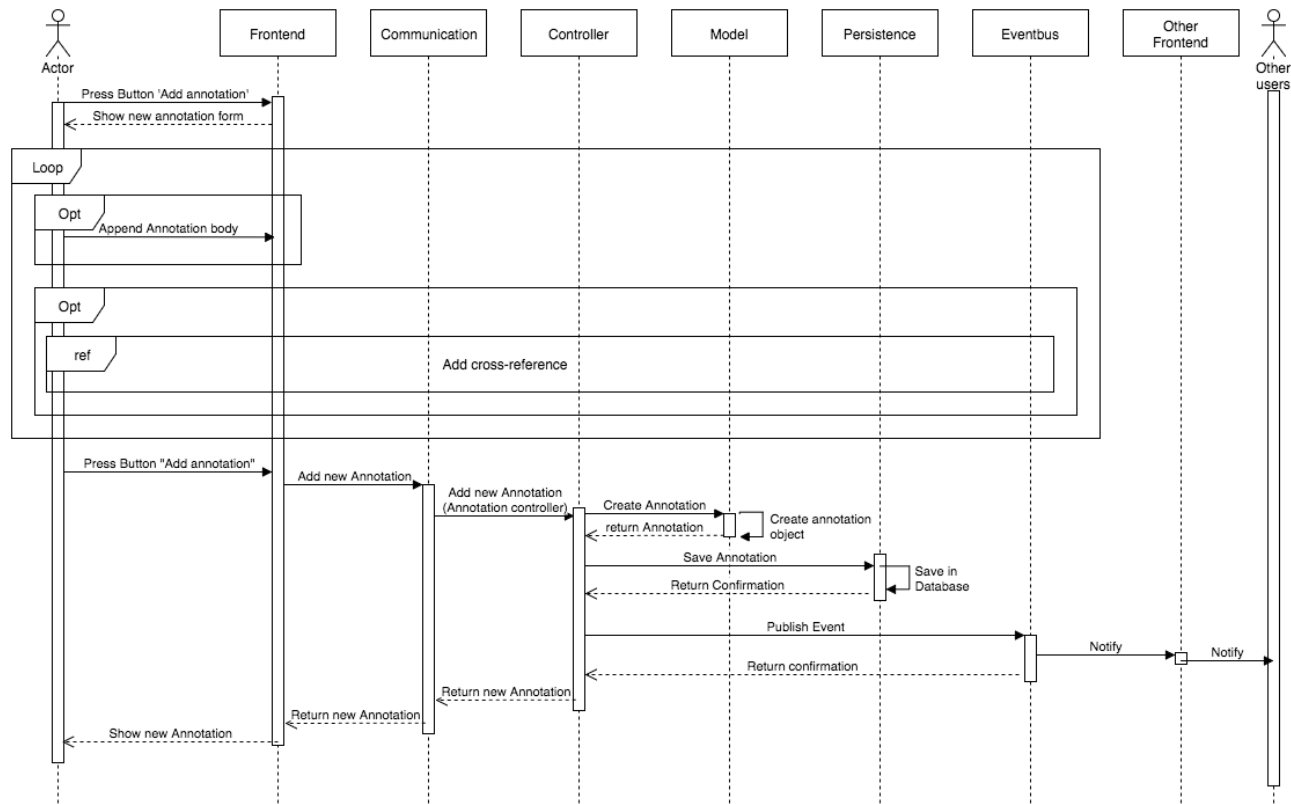 Frontend
Communication
Controller
Model
Persistence
Eventbus
Other
Frontend
Actor
Other
users
Press Button 'Add annotation'
Show new annotation form
Loop
Opt
Append Annotation body
Opt
ref
Add cross-reference
Press Button "Add annotation"
Add new Annotation
Add new Annotation
(Annotation controller)
Create Annotation
Create annotation
object
return Annotation
Save Annotation
Save in
Database
Return Confirmation
Publish Event
Notify
Notify
Return confirmation
Return new Annotation
Return new Annotation
Show new Annotation